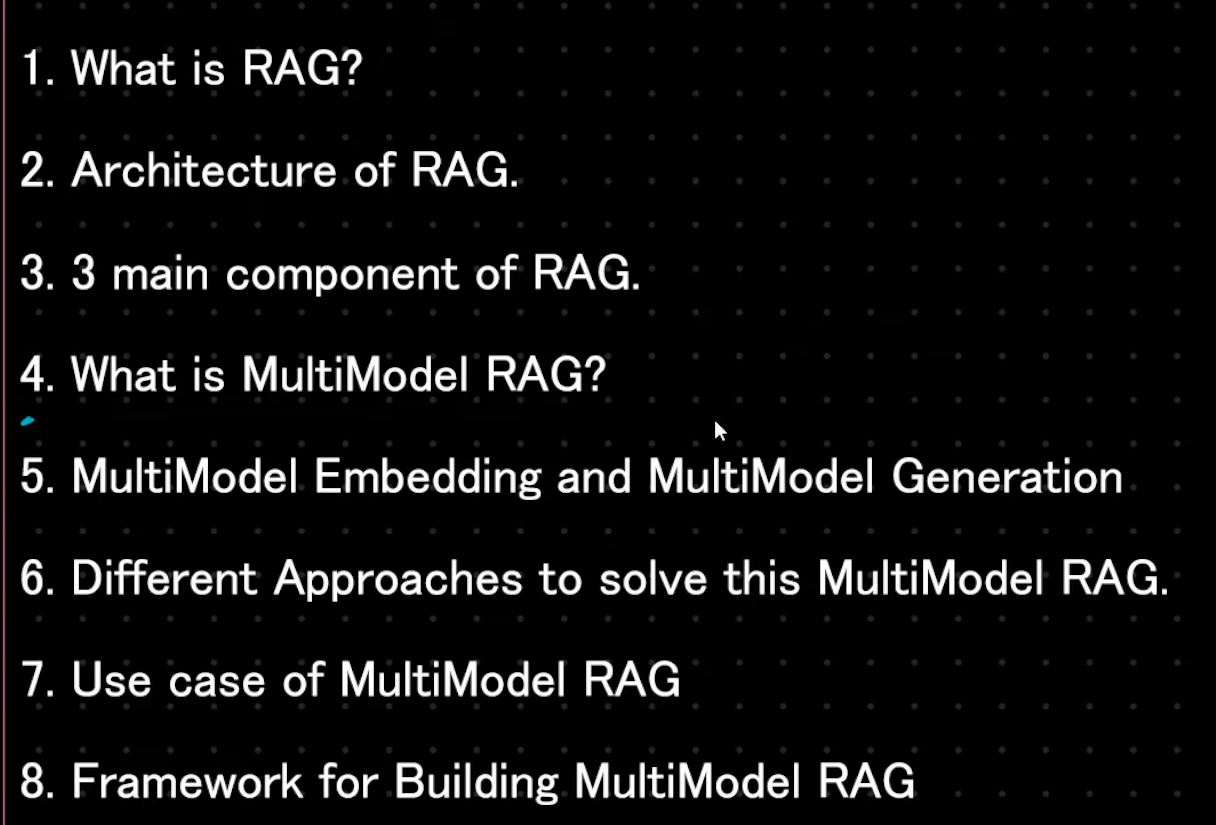 1. What is RAG?
2. Architecture of RAG.
3. 3 main component of RAG.
4. What is MultiModel RAG?
5. MultiModel Embedding and MultiModel Generation
6. Different Approaches to solve this MultiModel RAG.
7. Use case of MultiModel RAG
8. Framework for Building MultiModel RAG